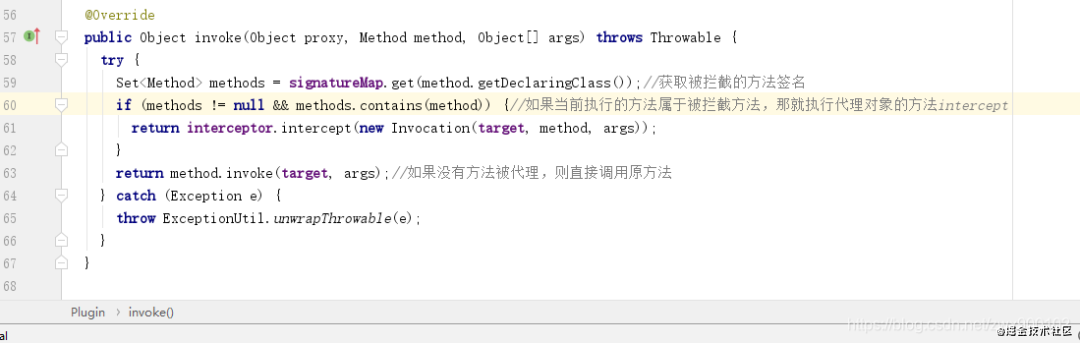 56 @Override
57 public Object invoke(Object proxy, Method method, Object[] args) throws Throwable {
58 try {
59 Set<Method> methods = signatureMap.get(method.getDeclaringClass());//获取被拦截的方法签名
60 if (methods != null && methods.contains(method)) {//如果当前执行的方法属于被拦截方法，那就执行代理对象的方法intercept
61 return interceptor.intercept(new Invocation(target, method, args));
62 }
63 return method.invoke(target, args);//如果没有方法被代理，则直接调用原方法
64 } catch (Exception e) {
65 throw ExceptionUtil.unwrapThrowable(e);
66 }
67 }
68
Plugin › invoke()
al
@掘金技术社区